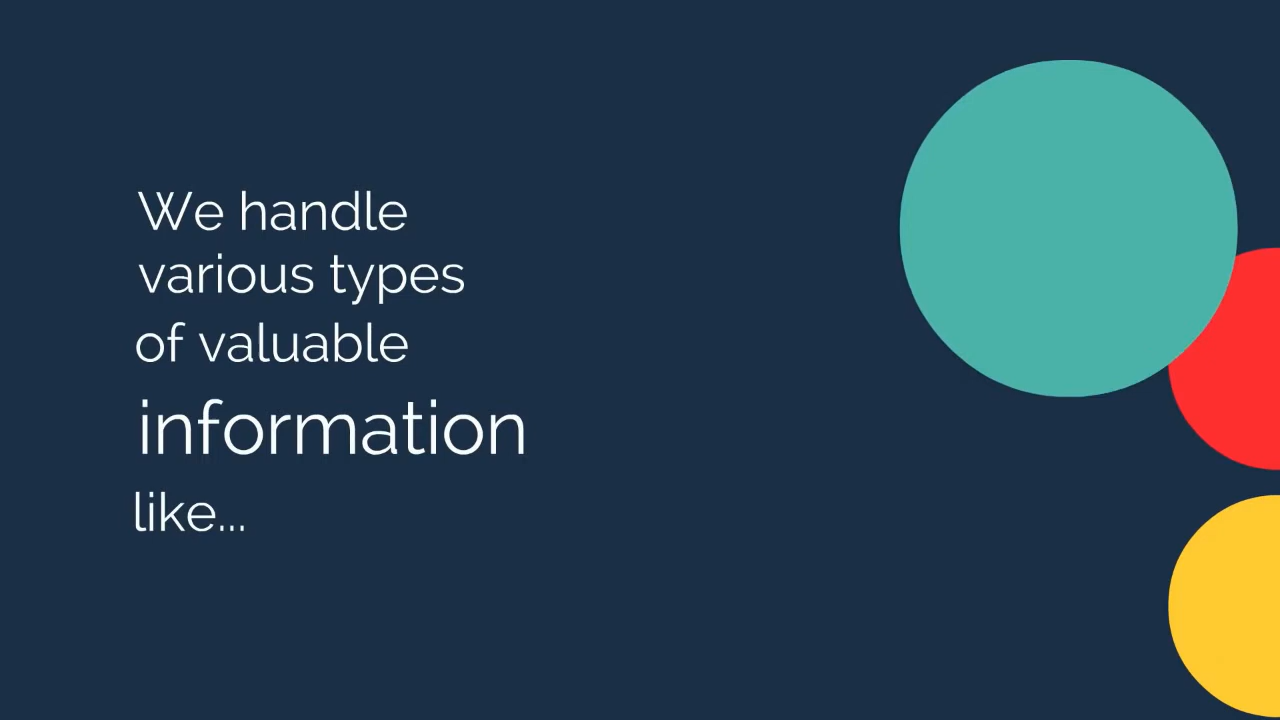 We handle
various types
of valuable
information
like...